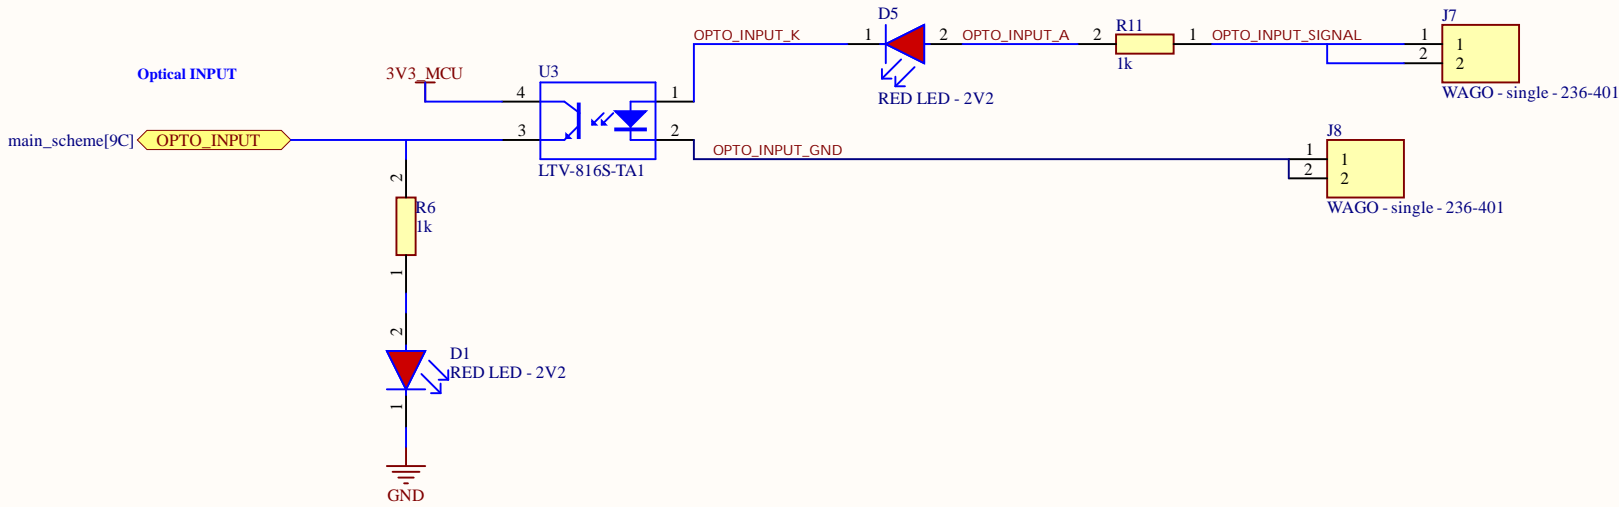 D5
J7
OPTO_INPUT_K
1
2
OPTO_INPUT_A
2
R11
1
OPTO_INPUT_SIGNAL
1
1
2
2
1k
Optical INPUT
3V3_MCU
U3
RED LED - 2V2
WAGO - single - 236-401
4
1
main_scheme[9C]
OPTO_INPUT
3
2
J8
OPTO_INPUT_GND
1
1
2
2
LTV-816S-TA1
WAGO - single - 236-401
2
R6
1k
1
2
D1
RED LED - 2V2
1
GND